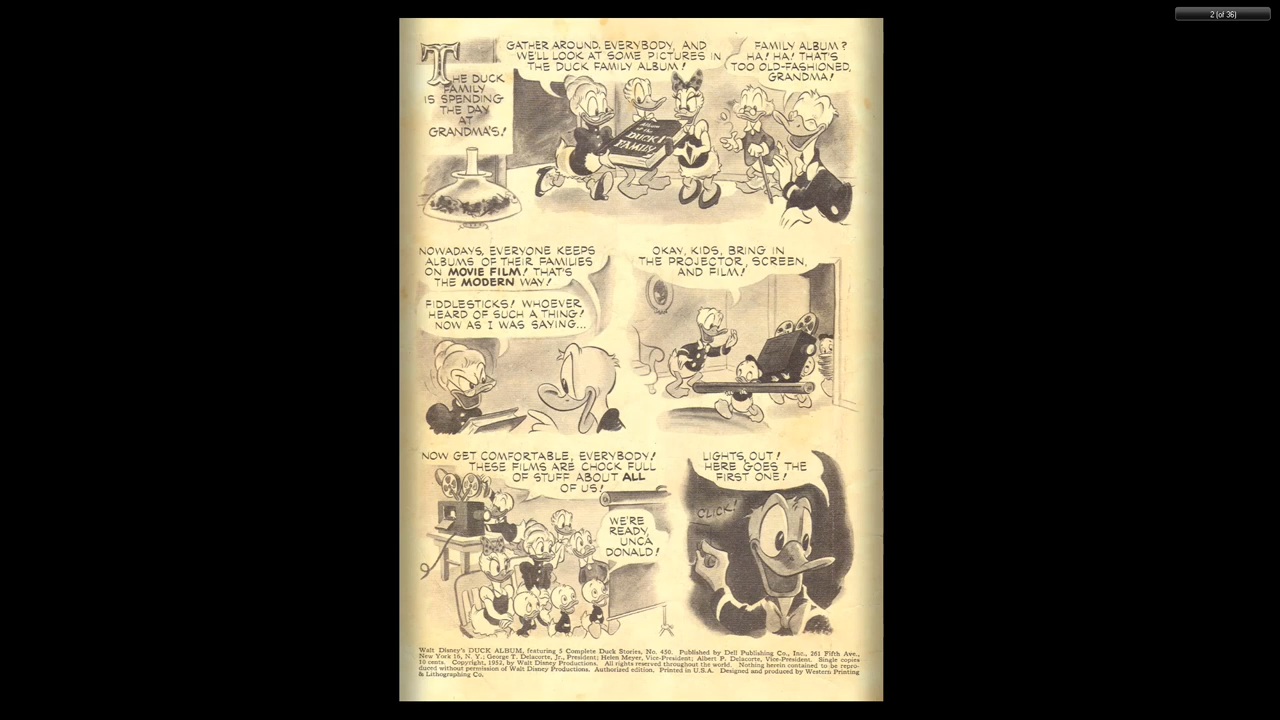 2 (of 36)
THE DUCK
FAMILY
IS SPENDING
THE DAY
AT
GRANDMA'S!
GATHER AROUND, EVERYBODY, AND
WE'LL LOOK AT SOME PICTURES IN
THE DUCK FAMILY ALBUM!
FAMILY ALBUM?
HA! HA! THAT'S
TOO OLD-FASHIONED,
GRANDMA!
Album
of the
DUCK
FAMILY
NOWADAYS, EVERYONE KEEPS
ALBUMS OF THEIR FAMILIES
ON MOVIE FILM! THAT'S
THE MODERN WAY!
FIDDLESTICKS! WHOEVER
HEARD OF SUCH A THING!
NOW AS I WAS SAYING...
OKAY, KIDS, BRING IN
THE PROJECTOR, SCREEN,
AND FILM!
NOW GET COMFORTABLE, EVERYBODY!
THESE FILMS ARE CHOCK FULL
OF STUFF ABOUT ALL
OF US!
WE'RE
READY,
UNCA
DONALD!
LIGHTS, OUT!
HERE GOES THE
FIRST ONE!
CLICK!
Walt Disney's DUCK ALBUM, featuring 5 Complete Duck Stories, No. 450. Published by Dell Publishing Co., Inc., 261 Fifth Ave.,
New York 16, N. Y.; George T. Delacorte, Jr., President; Helen Meyer, Vice-President; Albert P. Delacorte, Vice-President. Single copies
10 cents. Copyright, 1952, by Walt Disney Productions. All rights reserved throughout the world. Nothing herein contained to be repro-
duced without permission of Walt Disney Productions. Authorized edition. Printed in U.S.A. Designed and produced by Western Printing
& Lithographing Co.